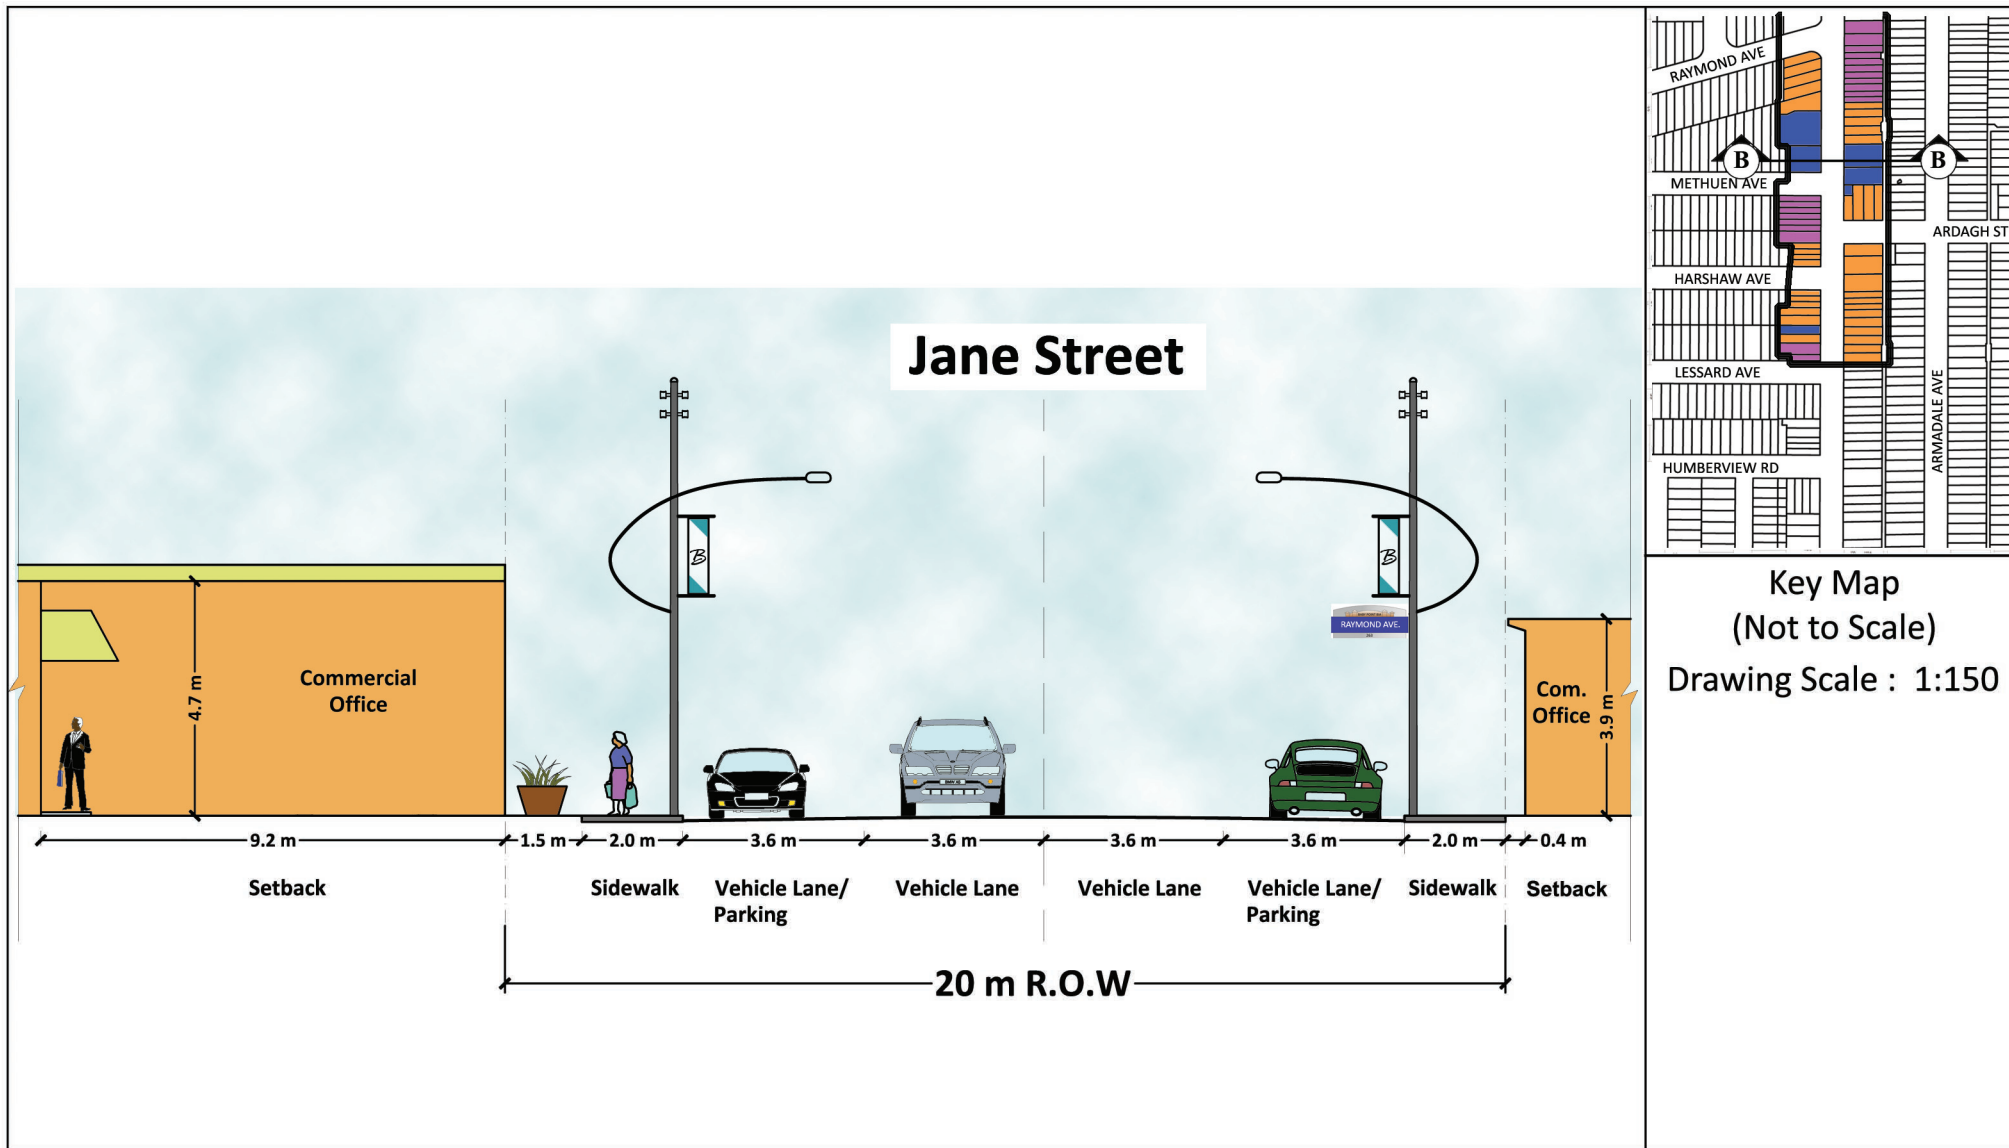 Jane Street
B
B
RAYMOND AVE.
Commercial
Office
4.7 m
Com.
Office
3.9 m
9.2 m
1.5 m
2.0 m
3.6 m
3.6 m
3.6 m
3.6 m
2.0 m
0.4 m
Setback
Sidewalk
Vehicle Lane/
Parking
Vehicle Lane
Vehicle Lane
Vehicle Lane/
Parking
Sidewalk
Setback
20 m R.O.W
RAYMOND AVE
B
B
METHUEN AVE
ARDAGH ST
HARSHAW AVE
LESSARD AVE
ARMADALE AVE
HUMBERVIEW RD
Key Map
(Not to Scale)
Drawing Scale : 1:150